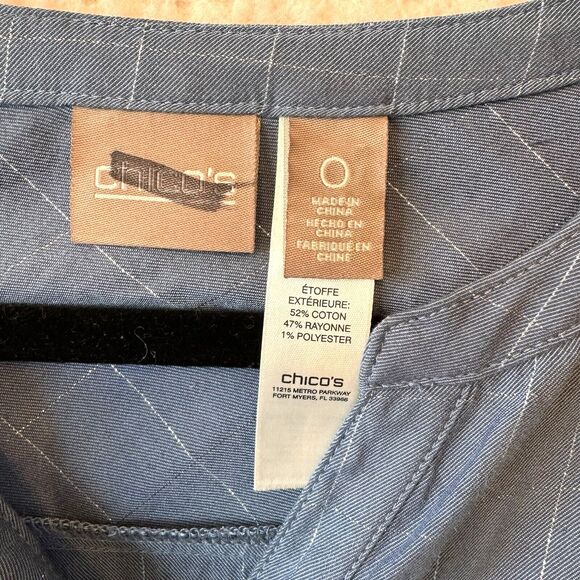 chico's
O
MADE IN
CHINA
HECHO EN
CHINA
FABRIQUÉ EN
CHINE
ÉTOFFE
EXTÉRIEURE:
52% COTON
47% RAYONNE
1% POLYESTER
chico's
11215 METRO PARKWAY
FORT MYERS, FL 33966